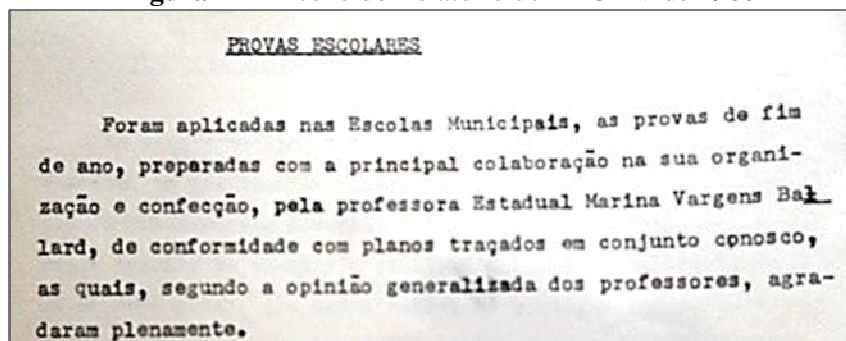 PROVAS ESCOLARES
Foram aplicadas nas Escolas Municipais, as provas de fim
de ano, preparadas com a principal colaboração na sua organi-
zação e confecção, pela professora Estadual Marina Vargens Bal
lard, de conformidade com planos traçados em conjunto conosco,
as quais, segundo a opinião generalizada dos professores, agra-
daram plenamente.